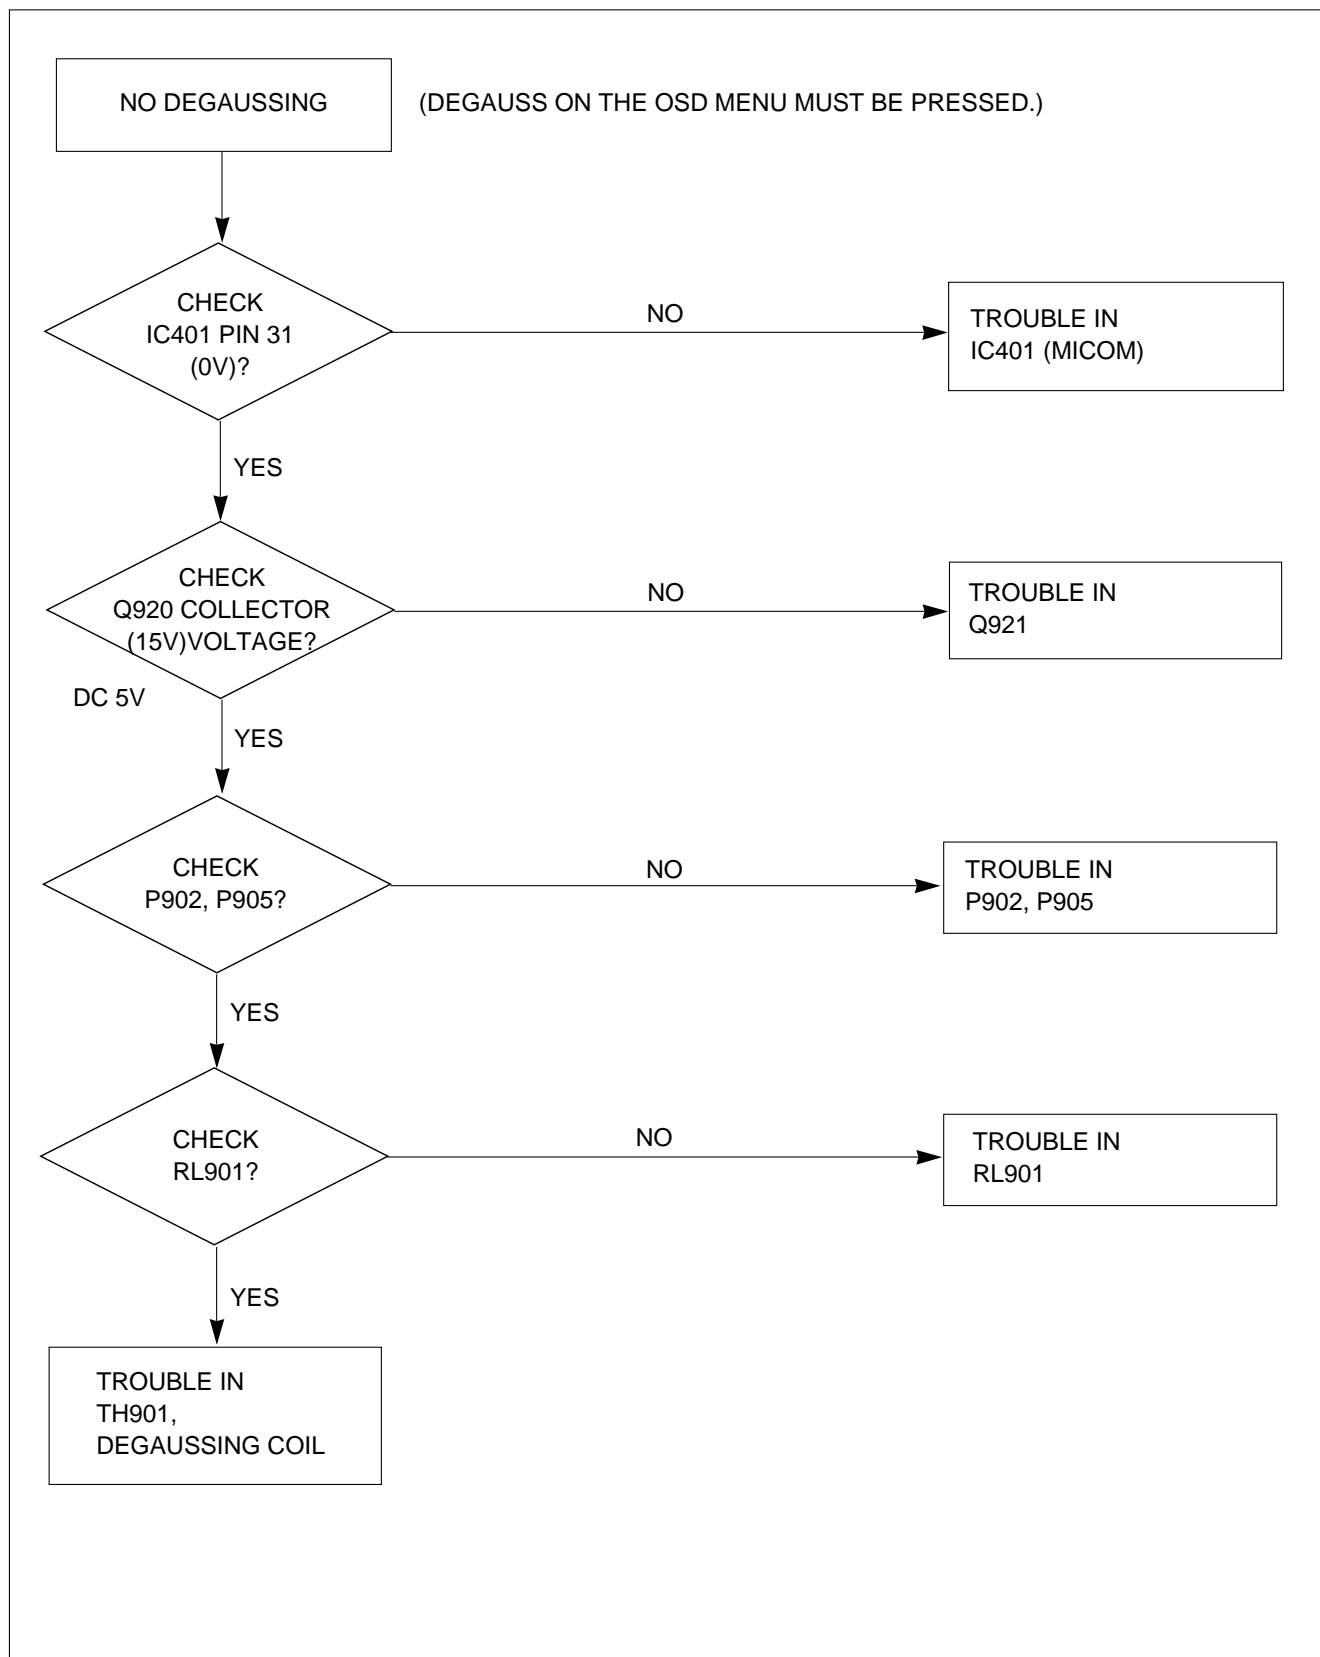 NO DEGAUSSING
(DEGAUSS ON THE OSD MENU MUST BE PRESSED.)
CHECK
IC401 PIN 31
(0V)?
NO
TROUBLE IN
IC401 (MICOM)
YES
CHECK
Q920 COLLECTOR
(15V)VOLTAGE?
NO
TROUBLE IN
Q921
DC 5V
YES
CHECK
P902, P905?
NO
TROUBLE IN
P902, P905
YES
CHECK
RL901?
NO
TROUBLE IN
RL901
YES
TROUBLE IN
TH901,
DEGAUSSING COIL